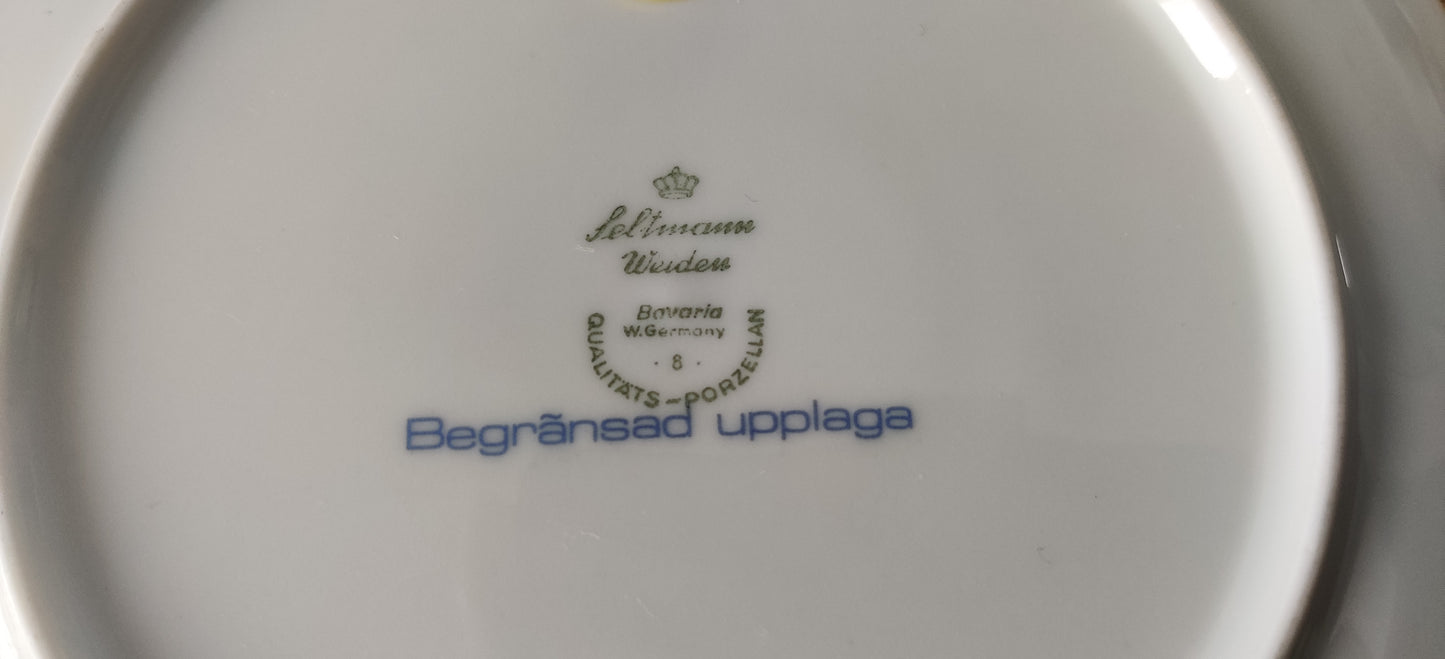 Seltmann
Weiden
Bavaria
W.Germany
· 8 ·
QUALITÄTS-PORZELLAN
Begränsad upplaga